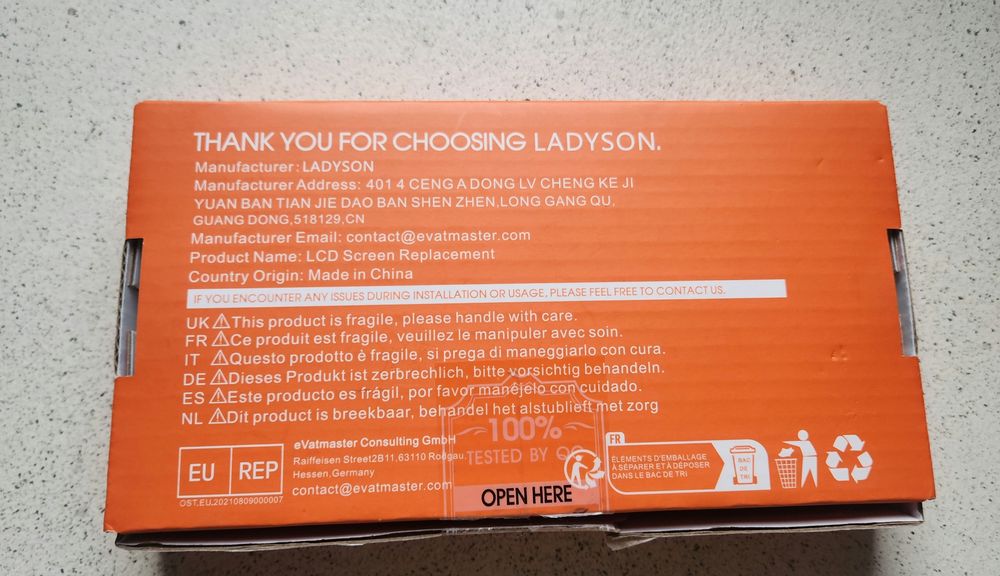 THANK YOU FOR CHOOSING LADYSON.
Manufacturer: LADYSON
Manufacturer Address: 401 4 CENG A DONG LV CHENG KE JI
YUAN BAN TIAN JIE DAO BAN SHEN ZHEN,LONG GANG QU,
GUANG DONG,518129,CN
Manufacturer Email: contact@evatmaster.com
Product Name: LCD Screen Replacement
Country Origin: Made in China
IF YOU ENCOUNTER ANY ISSUES DURING INSTALLATION OR USAGE, PLEASE FEEL FREE TO CONTACT US.
UK This product is fragile, please handle with care.
FR Ce produit est fragile, veuillez le manipuler avec soin.
IT Questo prodotto è fragile, si prega di maneggiarlo con cura.
DE Dieses Produkt ist zerbrechlich, bitte vorsichtig behandeln.
ES Este producto es frágil, por favor manéjelo con cuidado.
NL Dit product is breekbaar, behandel het alstublieft met zorg
EU REP
OST.EU.20210809000007
eVatmaster Consulting GmbH
Raiffeisen Street2B11,63110 Rodgau,
Hessen,Germany
contact@evatmaster.com
100%
TESTED BY QC
OPEN HERE
FR
ÉLÉMENTS D'EMBALLAGE
À SÉPARER ET À DÉPOSER
DANS LE BAC DE TRI
BAC
DE
TRI